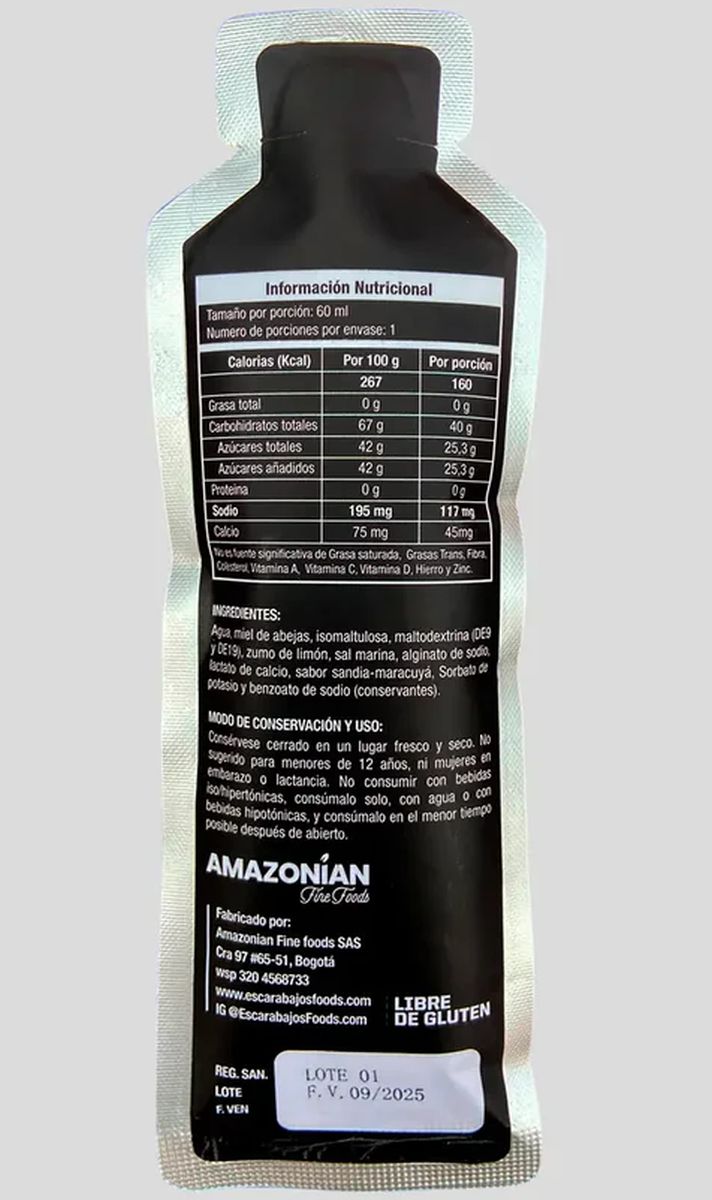 Información Nutricional
Tamaño por porción: 60 ml
Numero de porciones por envase: 1
Calorias (Kcal) Por 100 g Por porción
267 160
Grasa total 0 g 0 g
Carbohidratos totales 67 g 40 g
Azúcares totales 42 g 25,3 g
Azúcares añadidos 42 g 25,3 g
Proteina 0 g 0 g
Sodio 195 mg 117 mg
Calcio 75 mg 45mg
No es fuente significativa de Grasa saturada, Grasas Trans, Fibra,
Colesterol, Vitamina A, Vitamina C, Vitamina D, Hierro y Zinc.
INGREDIENTES:
Agua, miel de abejas, isomaltulosa, maltodextrina (DE9
y DE19), zumo de limón, sal marina, alginato de sodio,
lactato de calcio, sabor sandia-maracuyá, Sorbato de
potasio y benzoato de sodio (conservantes).
MODO DE CONSERVACIÓN Y USO:
Consérvese cerrado en un lugar fresco y seco. No
sugerido para menores de 12 años, ni mujeres en
embarazo o lactancia. No consumir con bebidas
iso/hipertónicas, consúmalo solo, con agua o con
bebidas hipotónicas, y consúmalo en el menor tiempo
posible después de abierto.
AMAZONÍAN
Fine Foods
Fabricado por:
Amazonian Fine foods SAS
Cra 97 #65-51, Bogotá
wsp 320 4568733
www.escarabajosfoods.com
IG @EscarabajosFoods.com
LIBRE
DE GLUTEN
REG. SAN.
LOTE LOTE 01
F. VEN F. V. 09/2025